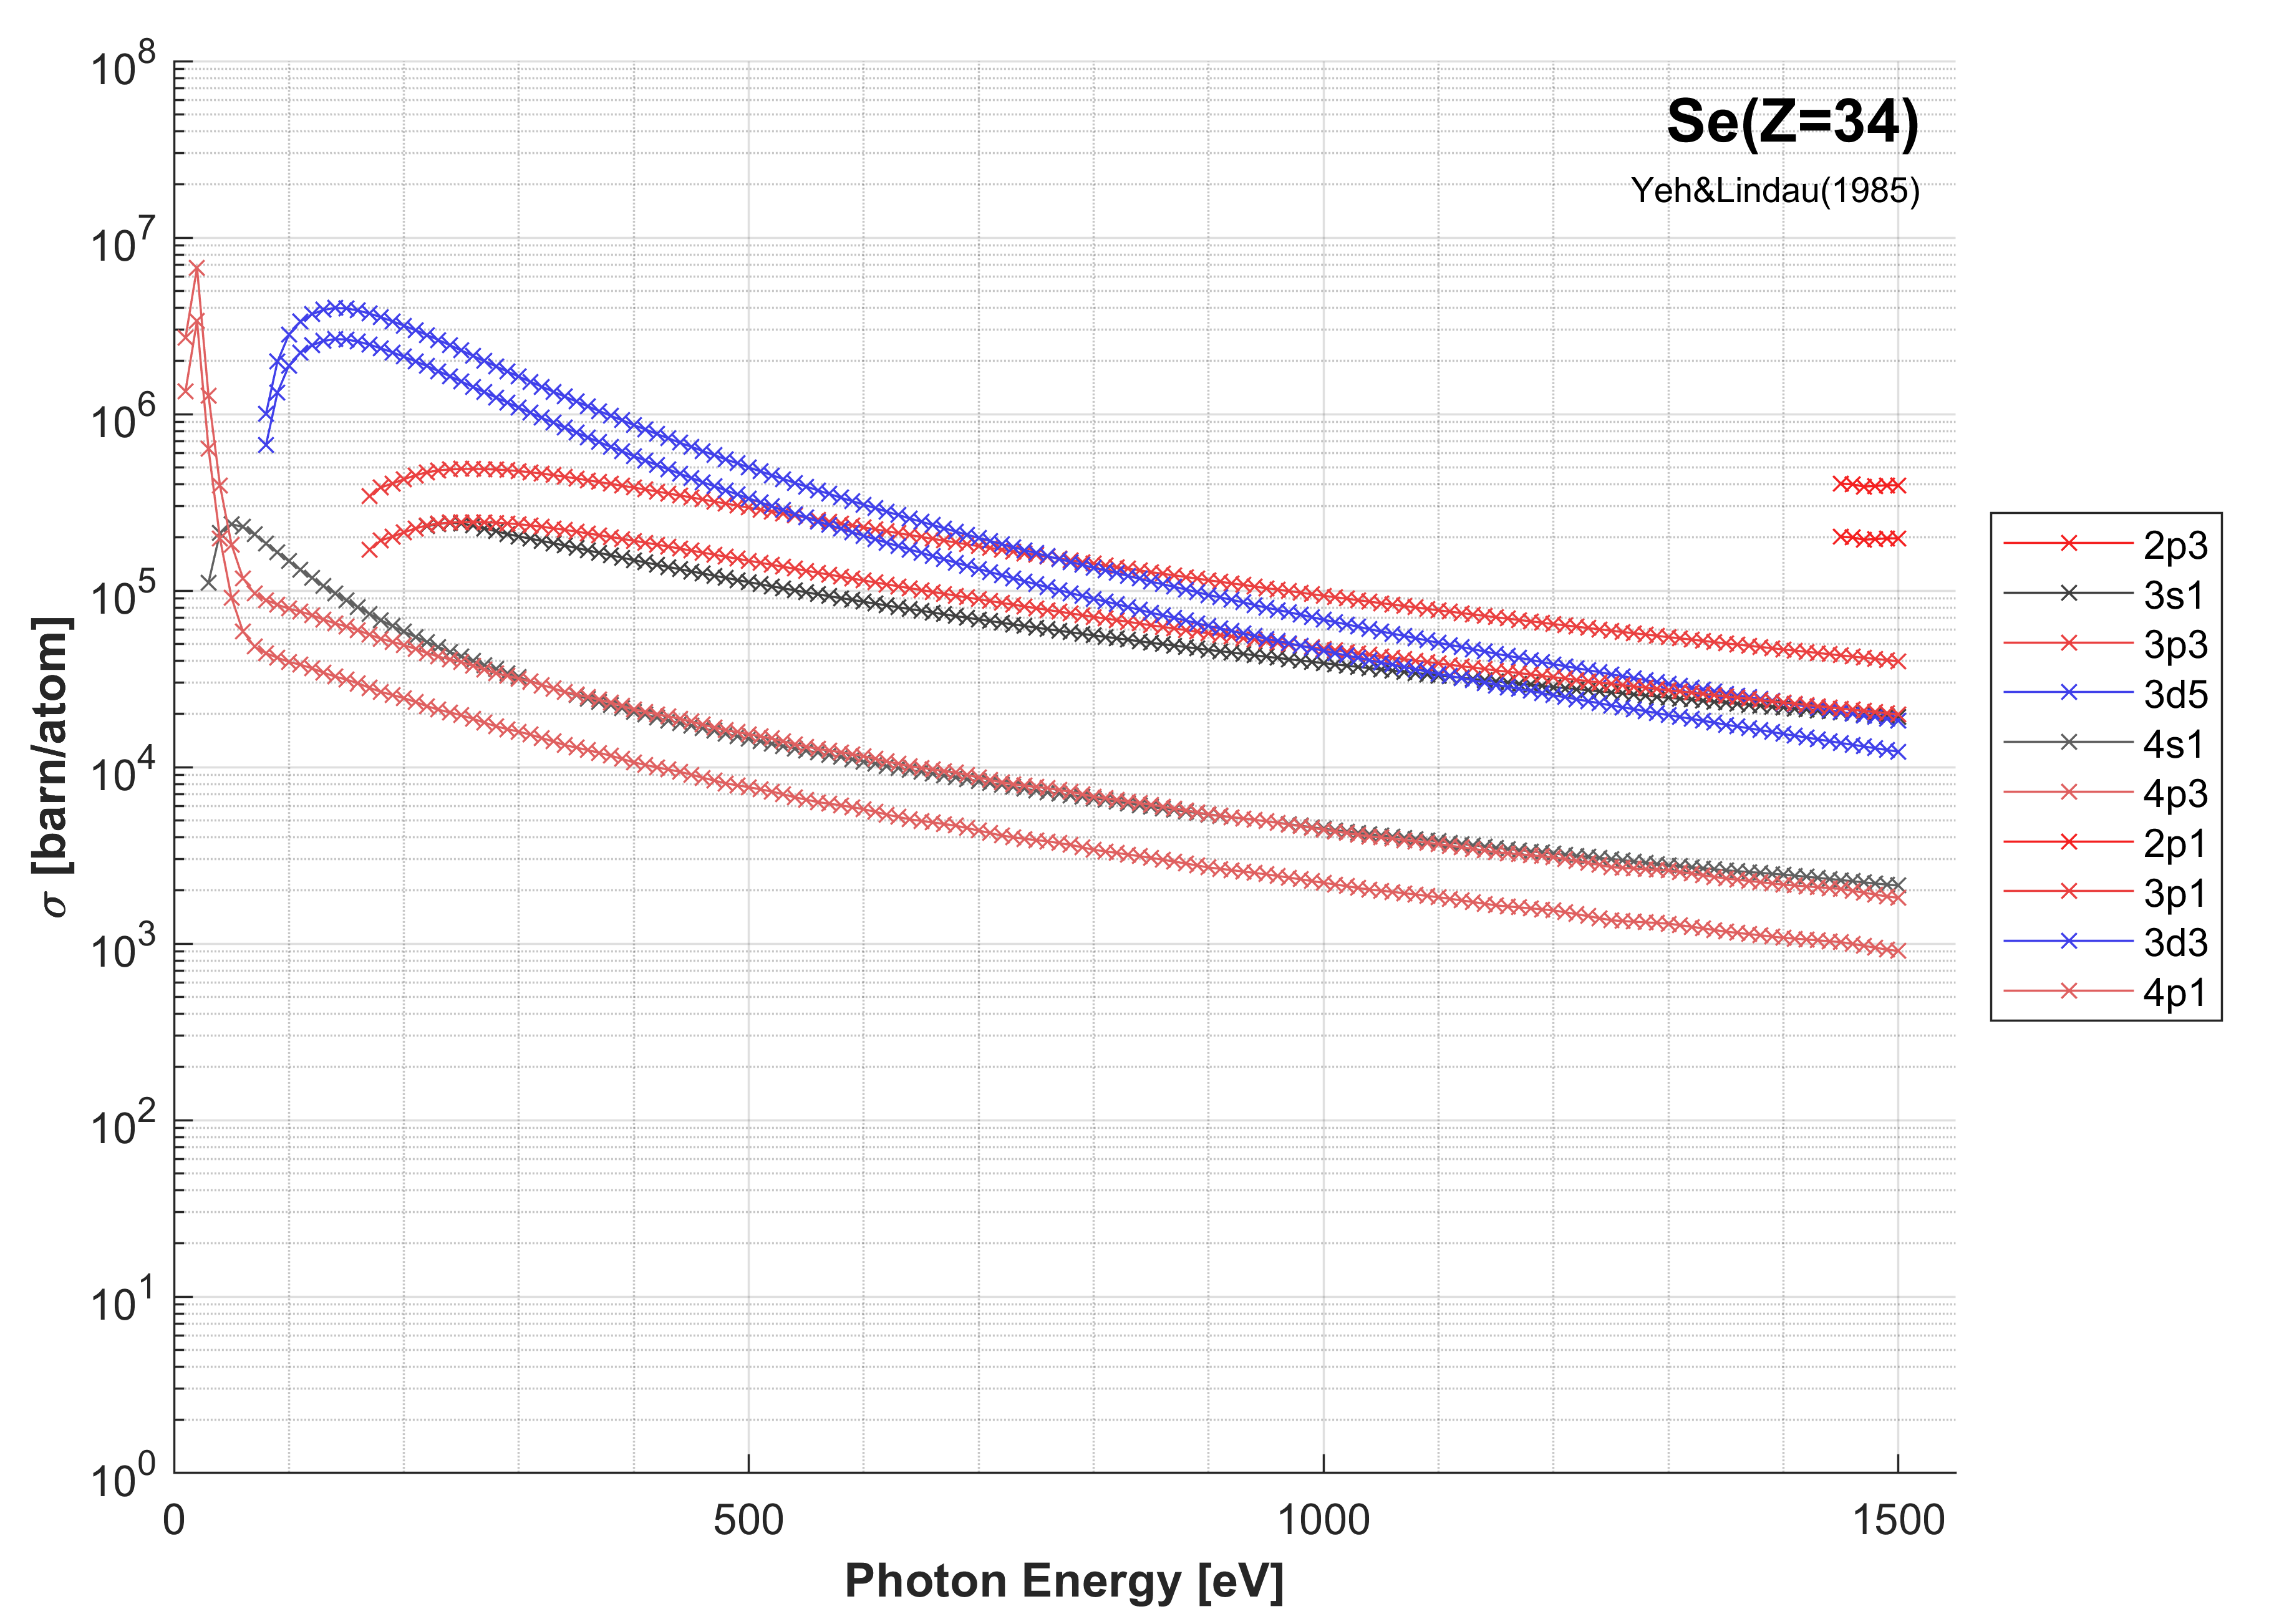 Se(Z=34)
Yeh&Lindau(1985)
10^8
10^7
10^6
10^5
10^4
10^3
10^2
10^1
10^0
σ [barn/atom]
0 500 1000 1500
Photon Energy [eV]
2p3
3s1
3p3
3d5
4s1
4p3
2p1
3p1
3d3
4p1